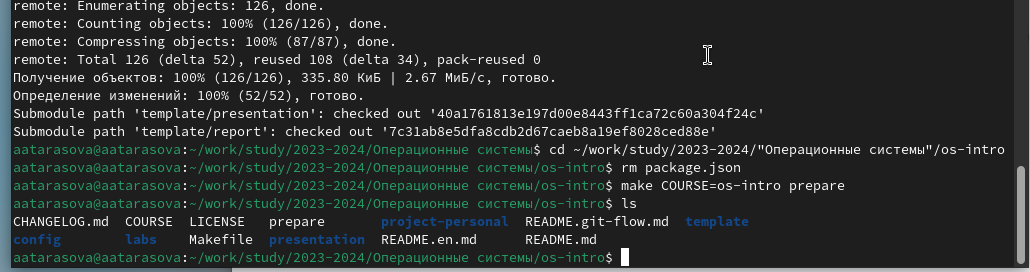 remote: Enumerating objects: 126, done.
remote: Counting objects: 100% (126/126), done.
remote: Compressing objects: 100% (87/87), done.
remote: Total 126 (delta 52), reused 108 (delta 34), pack-reused 0
Получение объектов: 100% (126/126), 335.80 КиБ | 2.67 МиБ/с, готово.
Определение изменений: 100% (52/52), готово.
Submodule path 'template/presentation': checked out '40a1761813e197d00e8443ff1ca72c60a304f24c'
Submodule path 'template/report': checked out '7c31ab8e5dfa8cdb2d67caeb8a19ef8028ced88e'
aatarasova@aatarasova:~/work/study/2023-2024/Операционные системы$ cd ~/work/study/2023-2024/"Операционные системы"/os-intro
aatarasova@aatarasova:~/work/study/2023-2024/Операционные системы/os-intro$ rm package.json
aatarasova@aatarasova:~/work/study/2023-2024/Операционные системы/os-intro$ make COURSE=os-intro prepare
aatarasova@aatarasova:~/work/study/2023-2024/Операционные системы/os-intro$ ls
CHANGELOG.md COURSE LICENSE prepare project-personal README.git-flow.md template
config labs Makefile presentation README.en.md README.md
aatarasova@aatarasova:~/work/study/2023-2024/Операционные системы/os-intro$